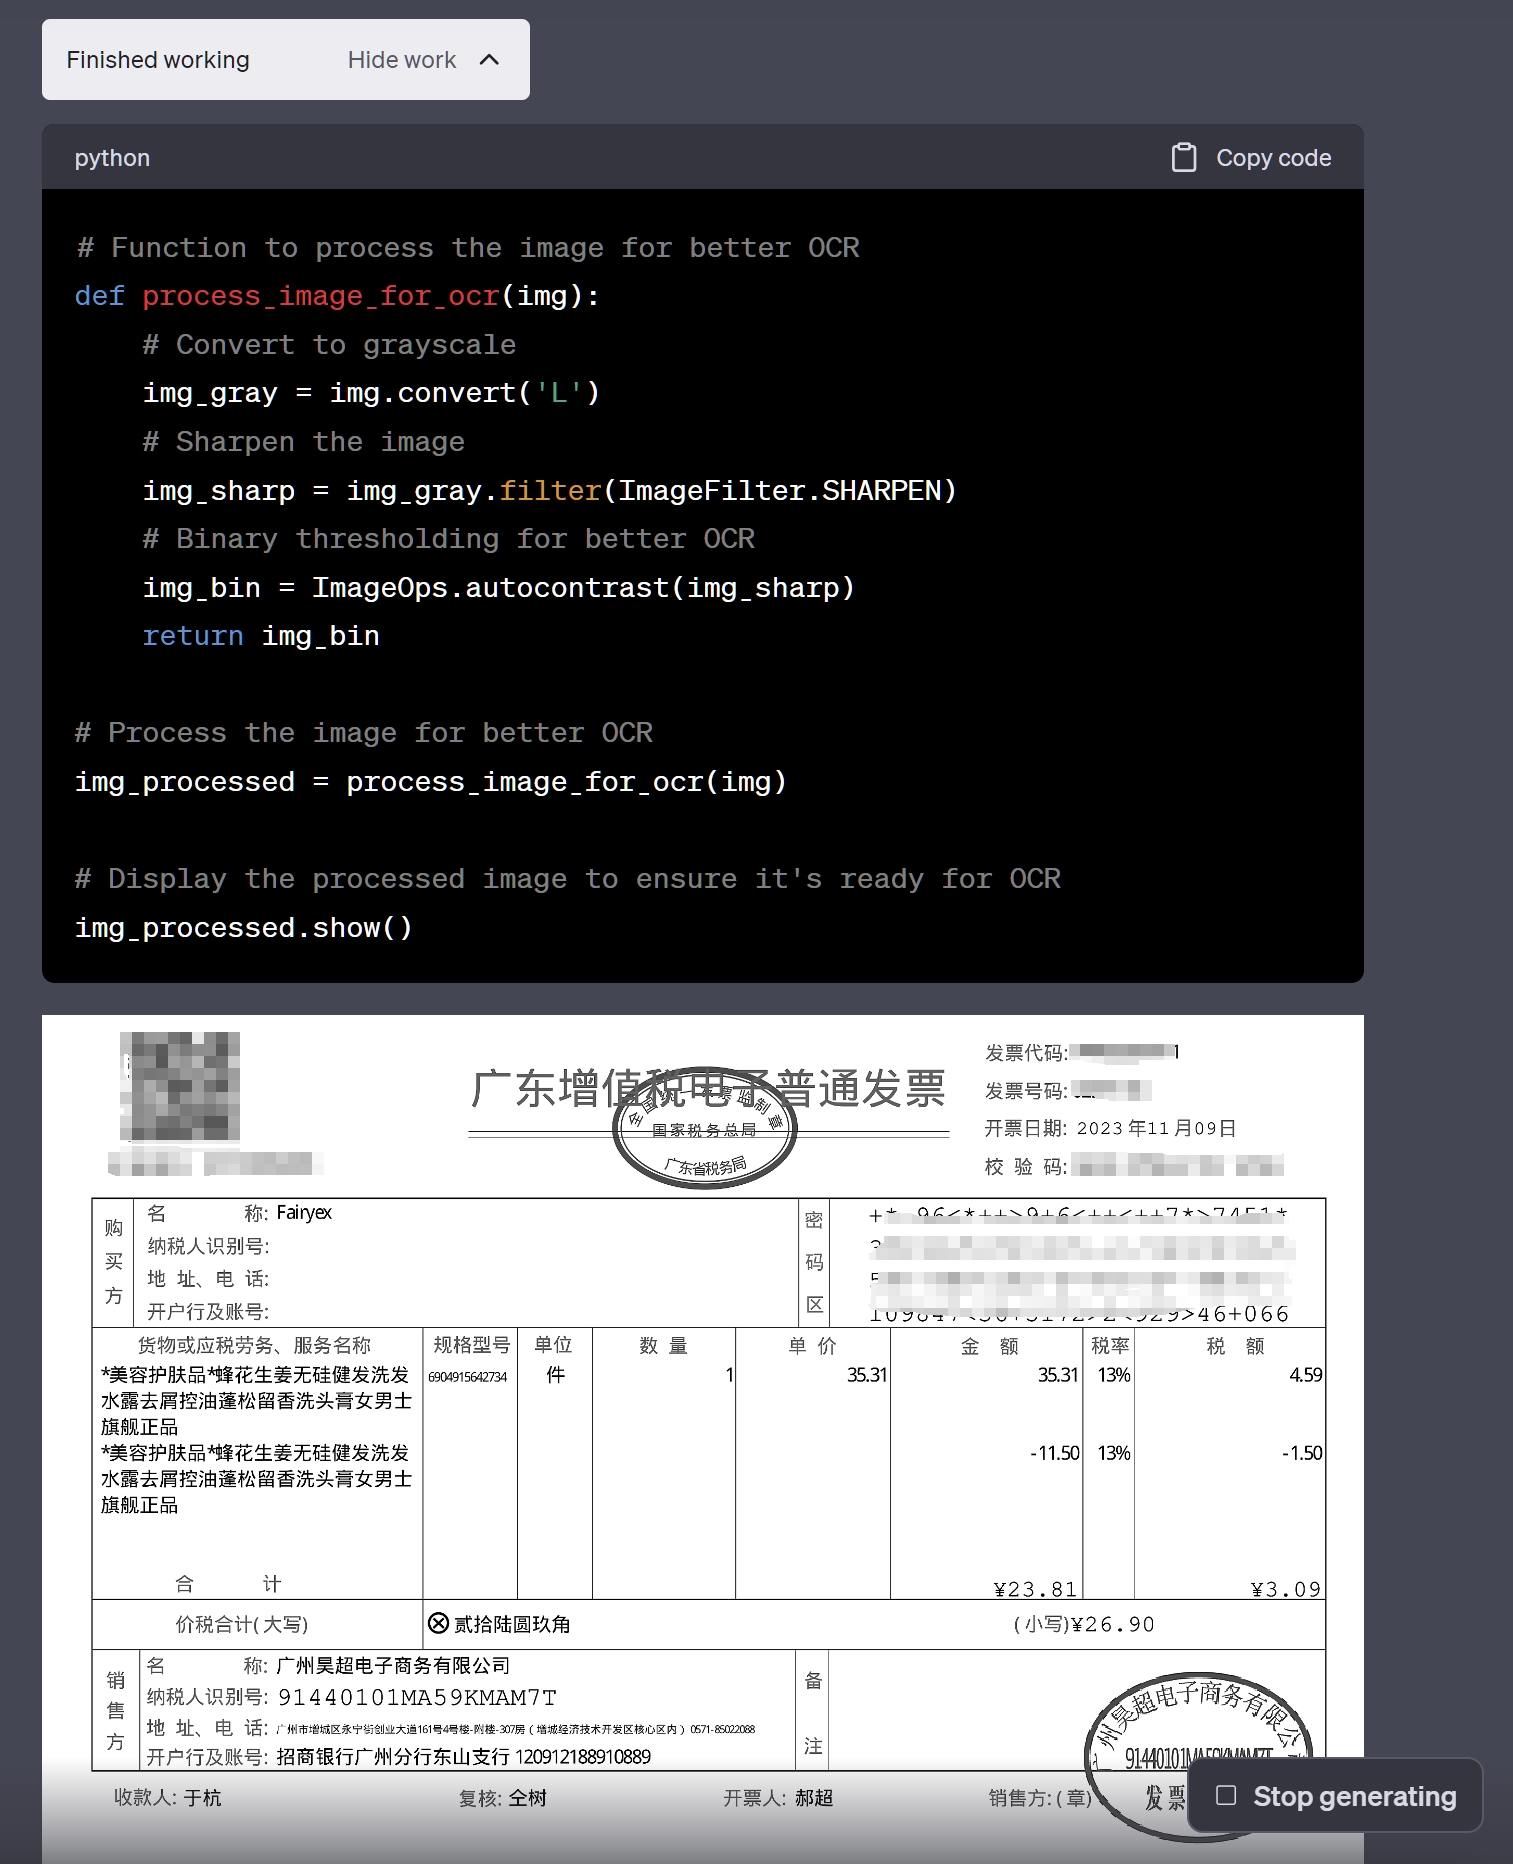 Finished working
Hide work
python
Copy code
# Function to process the image for better OCR
def process_image_for_ocr(img):
    # Convert to grayscale
    img_gray = img.convert('L')
    # Sharpen the image
    img_sharp = img_gray.filter(ImageFilter.SHARPEN)
    # Binary thresholding for better OCR
    img_bin = ImageOps.autocontrast(img_sharp)
    return img_bin
# Process the image for better OCR
img_processed = process_image_for_ocr(img)
# Display the processed image to ensure it's ready for OCR
img_processed.show()
广东增值税电子普通发票
全国统一发票监制章
国家税务总局
广东省税务局
发票代码:
发票号码:
开票日期: 2023 年11 月09日
校 验 码:
购买方
名 称: Fairyex
纳税人识别号:
地 址、电 话:
开户行及账号:
密码区
>46+066
货物或应税劳务、服务名称 规格型号 单位 数 量 单 价 金 额 税率 税 额
*美容护肤品*蜂花生姜无硅健发洗发 6904915642734 件 1 35.31 35.31 13% 4.59
水露去屑控油蓬松留香洗头膏女男士
旗舰正品
*美容护肤品*蜂花生姜无硅健发洗发 -11.50 13% -1.50
水露去屑控油蓬松留香洗头膏女男士
旗舰正品
合 计 ¥23.81 ¥3.09
价税合计(大写) ⊗贰拾陆圆玖角 (小写)¥26.90
销售方
名 称: 广州昊超电子商务有限公司
纳税人识别号: 91440101MA59KMAM7T
地 址、电 话: 广州市增城区永宁街创业大道161号4号楼-附楼-307房(增城经济技术开发区核心区内)0571-85022088
开户行及账号: 招商银行广州分行东山支行 120912188910889
备注
广州昊超电子商务有限公
91440101MA59KMAM7T
发票
收款人: 于杭 复核: 仝树 开票人: 郝超 销售方:(章)
Stop generating